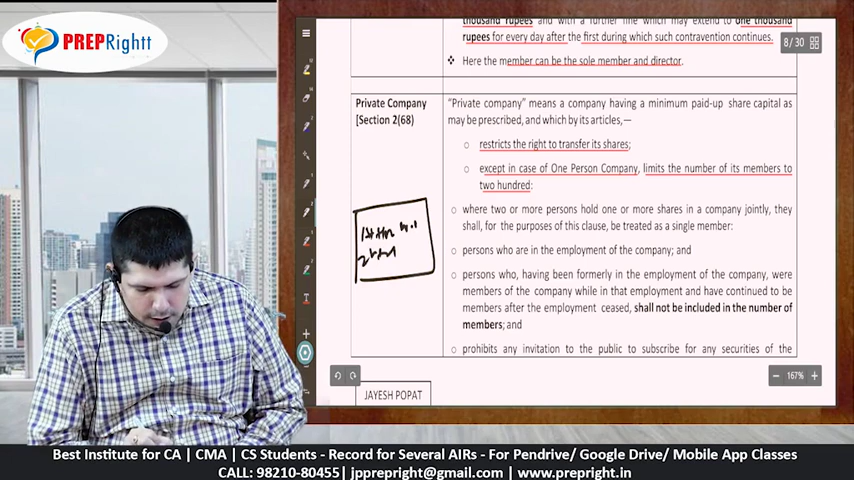 PREPRightt
thousand rupees and with a further fine which may extend to one thousand
rupees for every day after the first during which such contravention continues.
❖ Here the member can be the sole member and director.
8/30
Private Company
[Section 2(68)
"Private company" means a company having a minimum paid-up share capital as
may be prescribed, and which by its articles,—
o restricts the right to transfer its shares;
o except in case of One Person Company, limits the number of its members to
two hundred:
o where two or more persons hold one or more shares in a company jointly, they
shall, for the purposes of this clause, be treated as a single member:
o persons who are in the employment of the company; and
o persons who, having been formerly in the employment of the company, were
members of the company while in that employment and have continued to be
members after the employment ceased, shall not be included in the number of
members; and
o prohibits any invitation to the public to subscribe for any securities of the
167%
JAYESH POPAT
Best Institute for CA | CMA | CS Students - Record for Several AIRs - For Pendrive/ Google Drive/ Mobile App Classes
CALL: 98210-80455| jpprepright@gmail.com | www.prepright.in